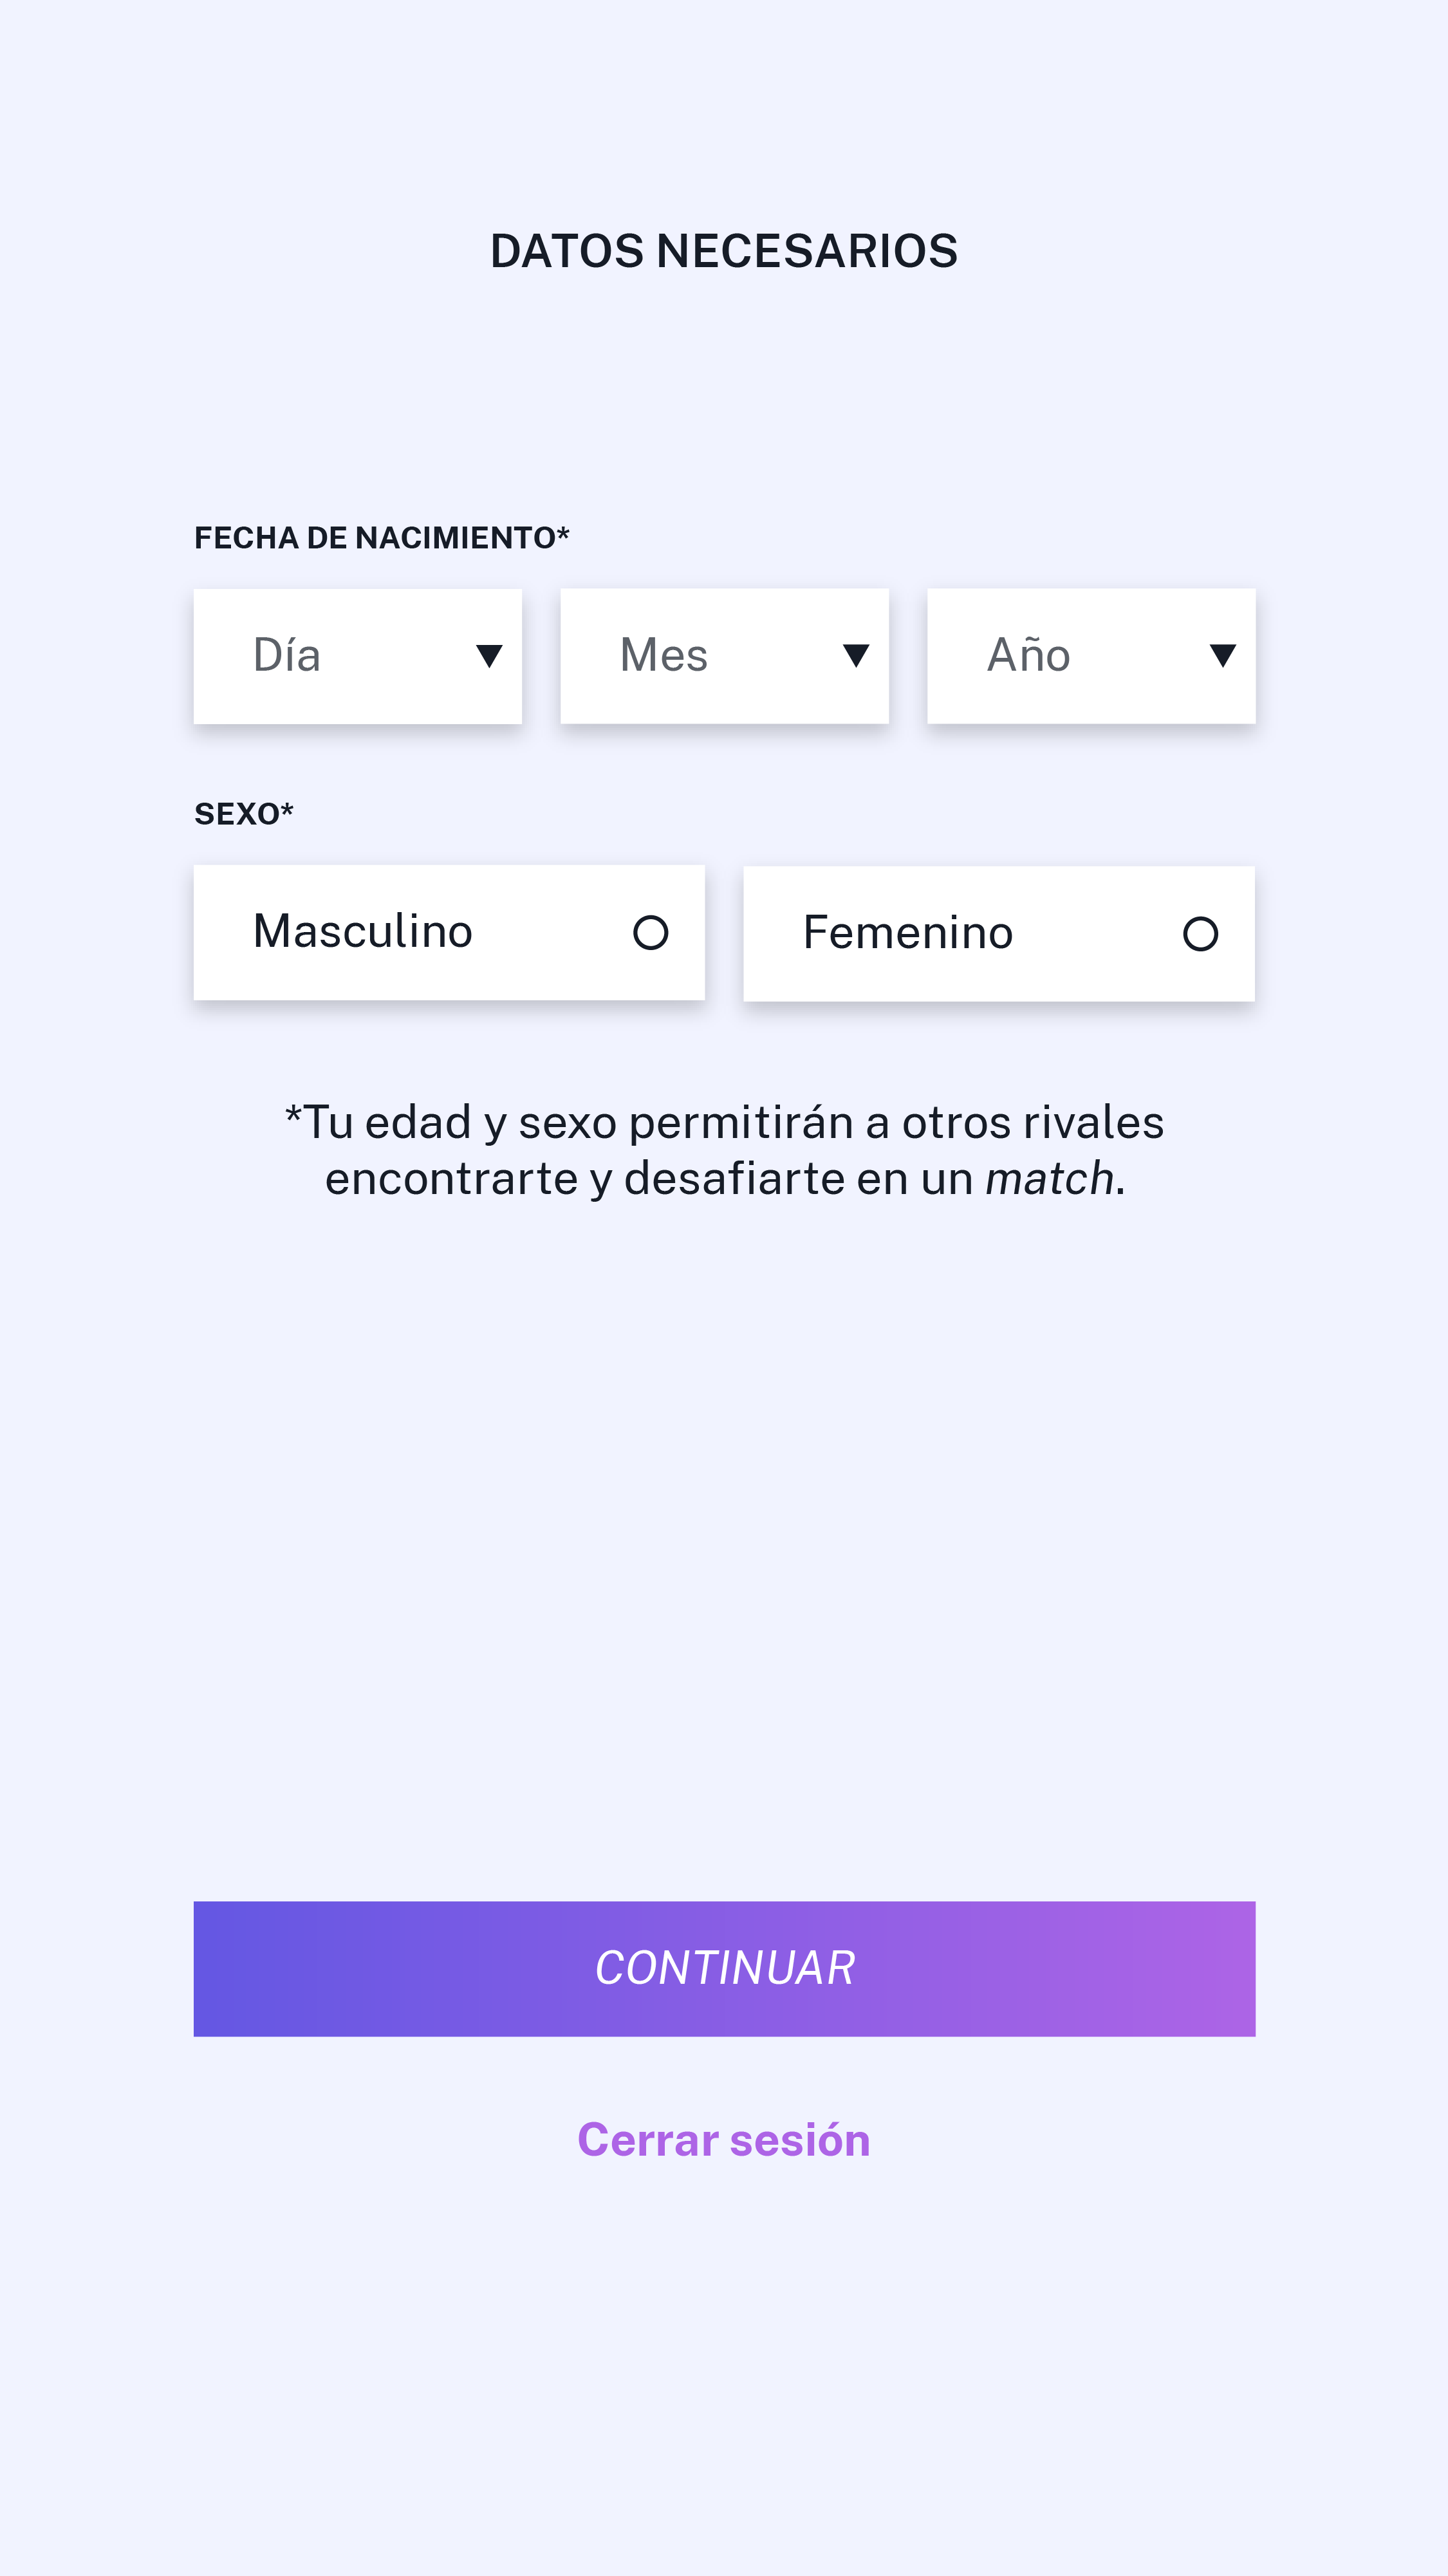 DATOS NECESARIOS
FECHA DE NACIMIENTO*
Día Mes Año
SEXO*
Masculino Femenino
*Tu edad y sexo permitirán a otros rivales
encontrarte y desafiarte en un match.
CONTINUAR
Cerrar sesión